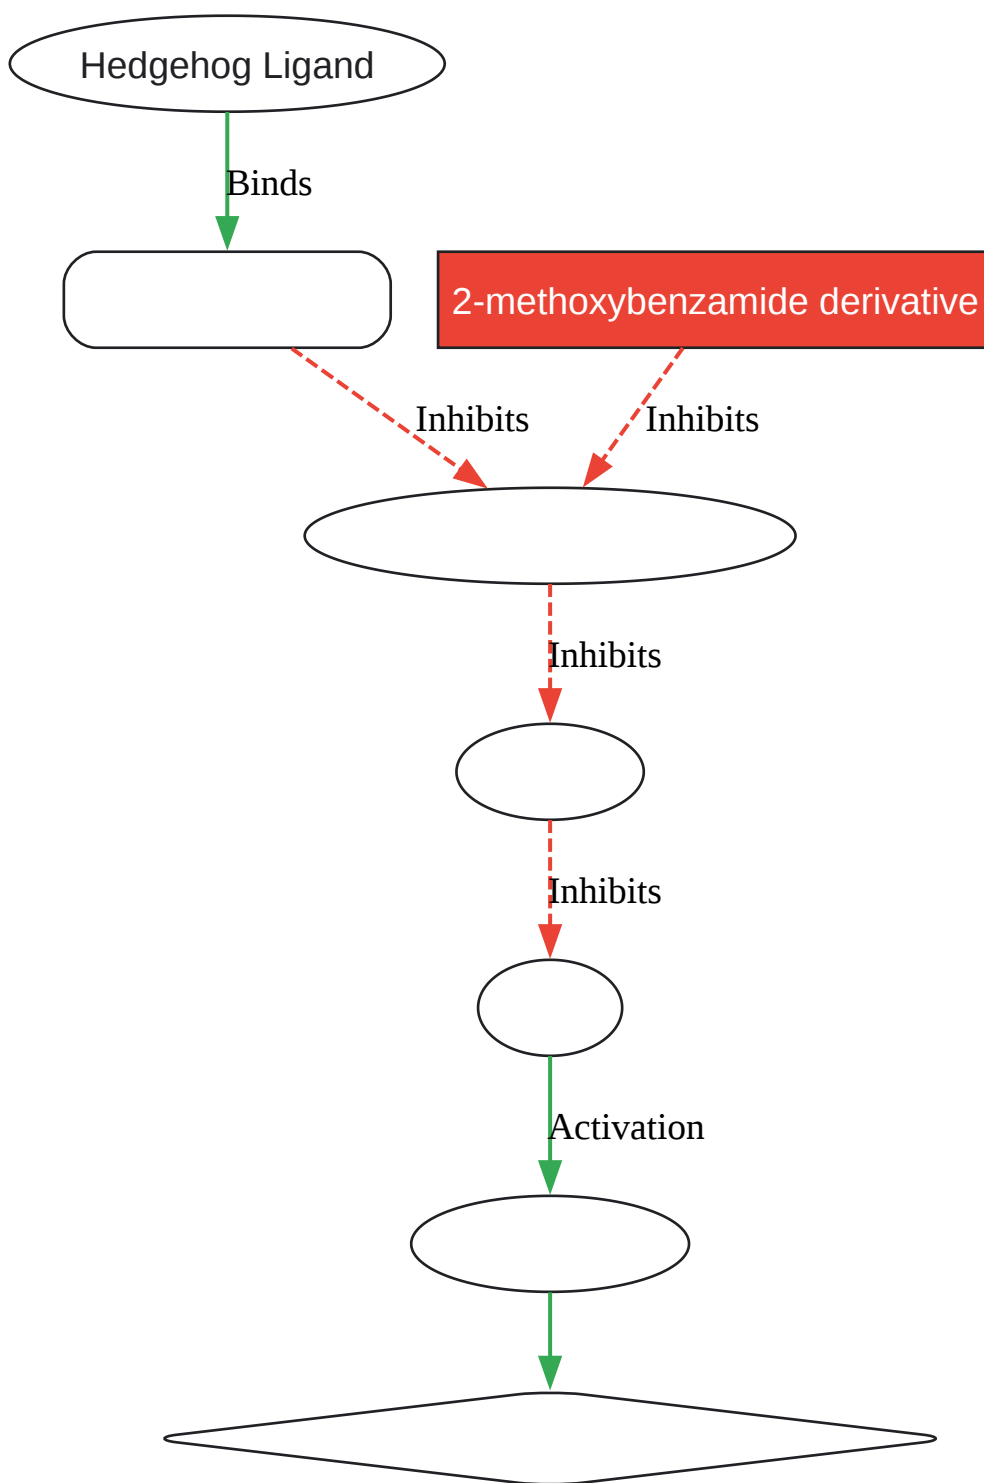 Hedgehog Ligand
Binds
2-methoxybenzamide derivative
Inhibits
Inhibits
Inhibits
Inhibits
Activation